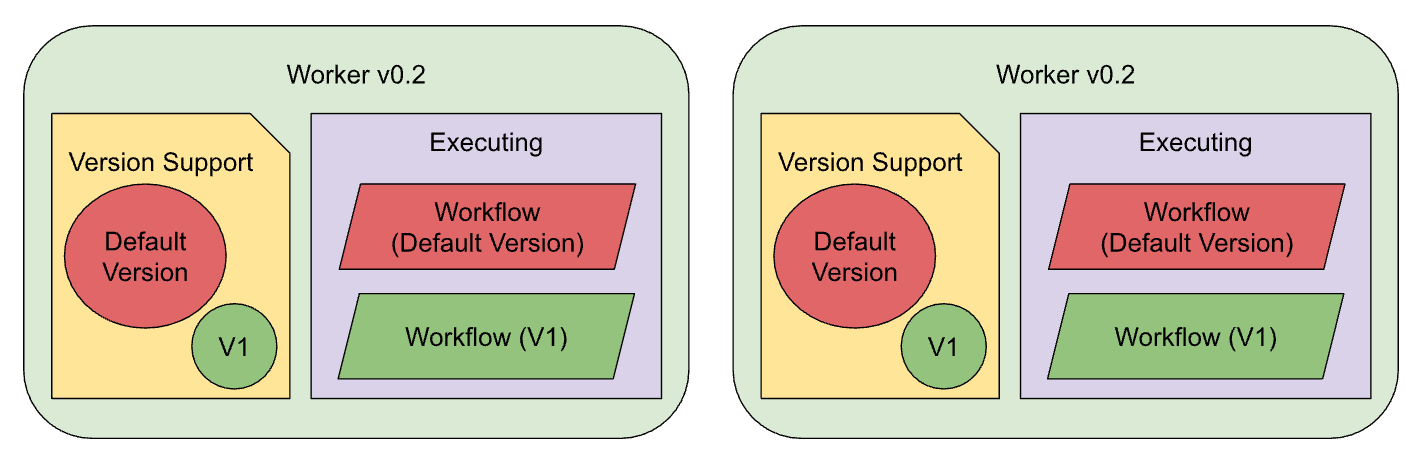 Worker v0.2
Version Support
Default
Version
V1
Executing
Workflow
(Default Version)
Workflow (V1)
Worker v0.2
Version Support
Default
Version
V1
Executing
Workflow
(Default Version)
Workflow (V1)